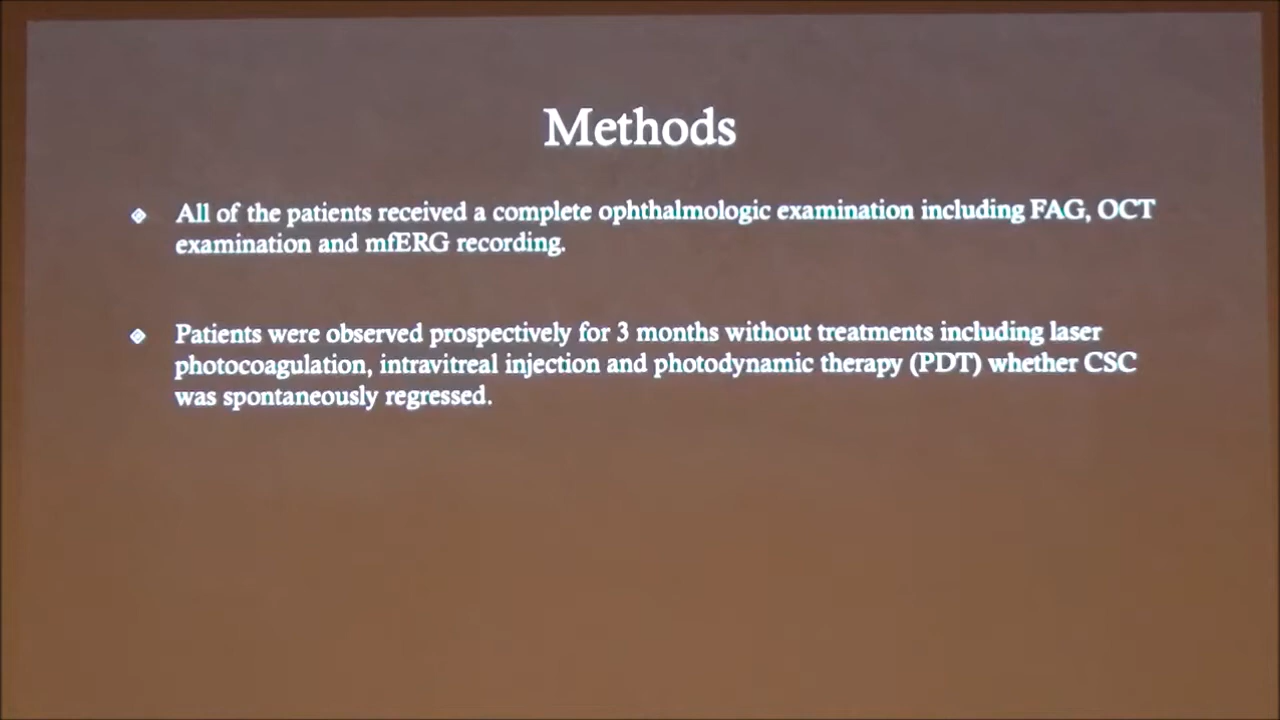 Methods
All of the patients received a complete ophthalmologic examination including FAG, OCT
examination and mfERG recording.
Patients were observed prospectively for 3 months without treatments including laser
photocoagulation, intravitreal injection and photodynamic therapy (PDT) whether CSC
was spontaneously regressed.